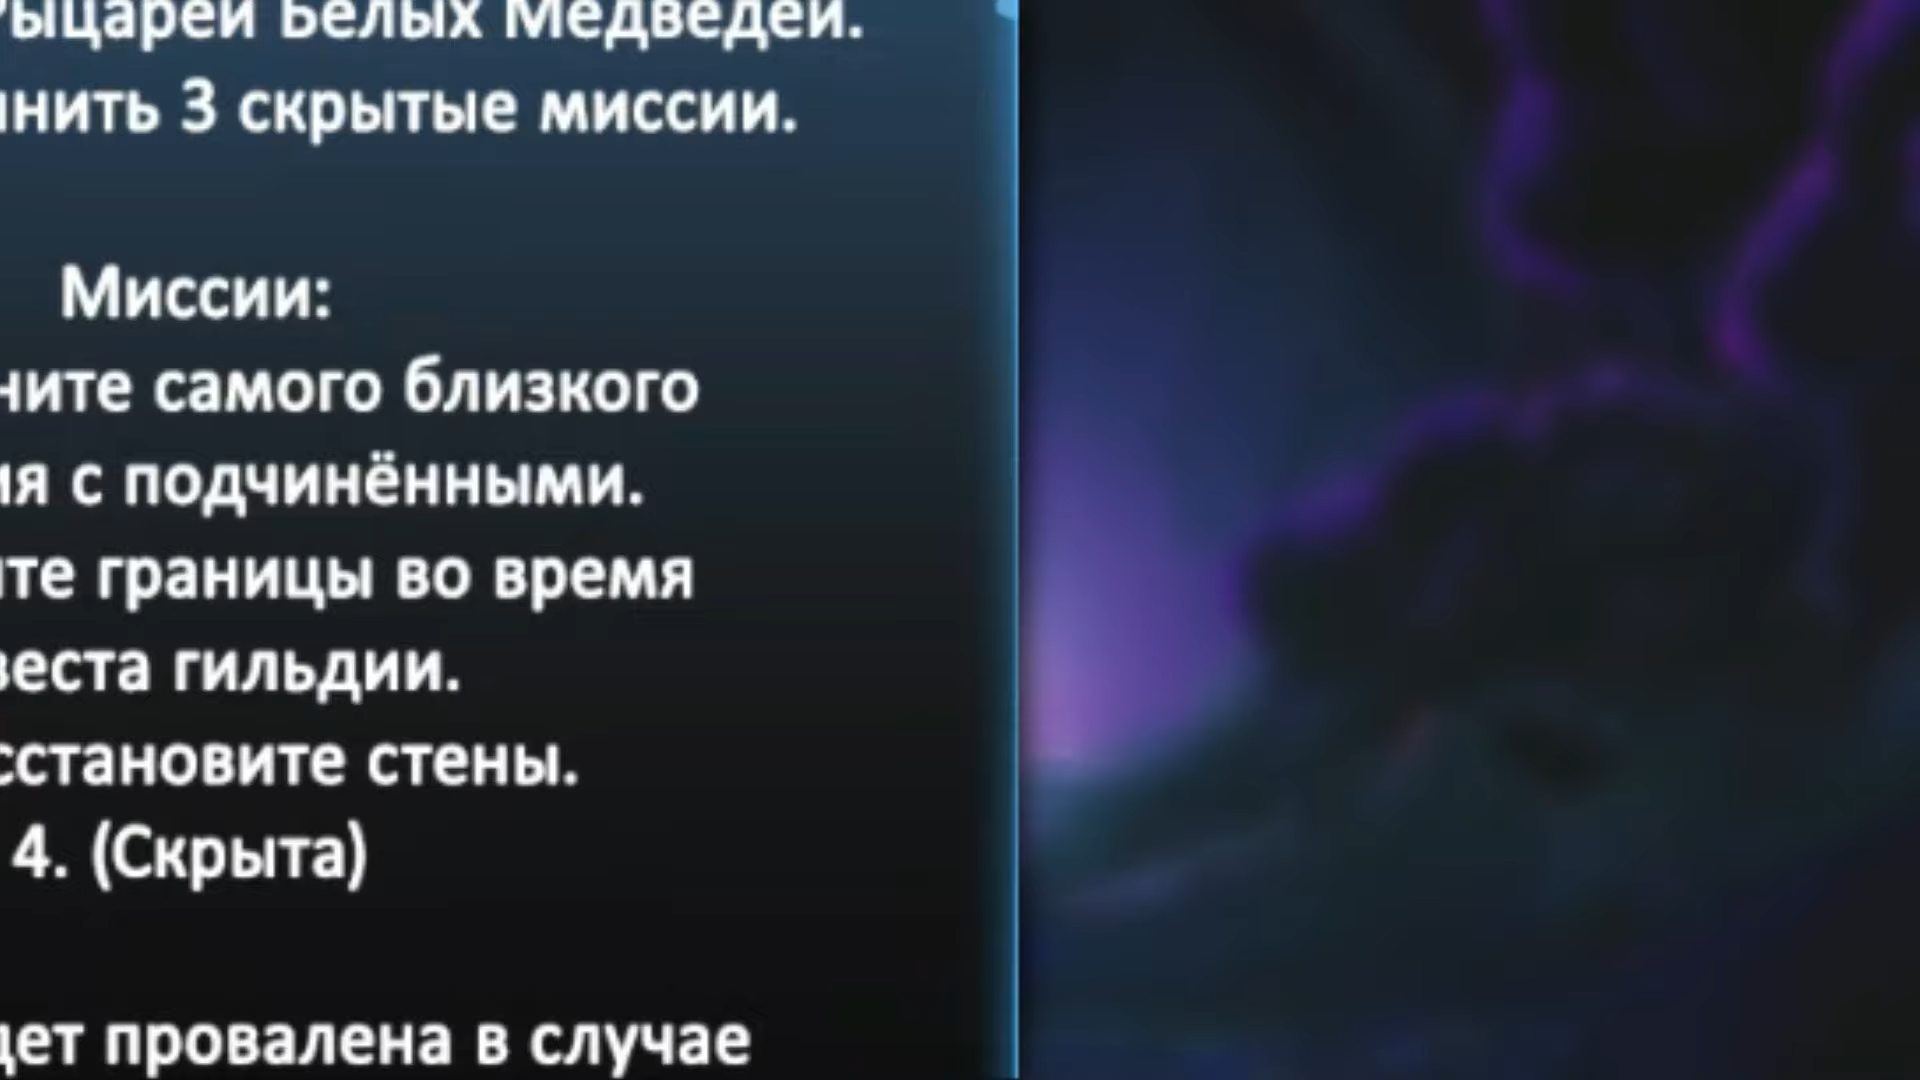 Рыцарей Белых Медведей.
нить 3 скрытые миссии.
Миссии:
ните самого близкого
ия с подчинёнными.
ите границы во время
веста гильдии.
сстановите стены.
4. (Скрыта)
дет провалена в случае